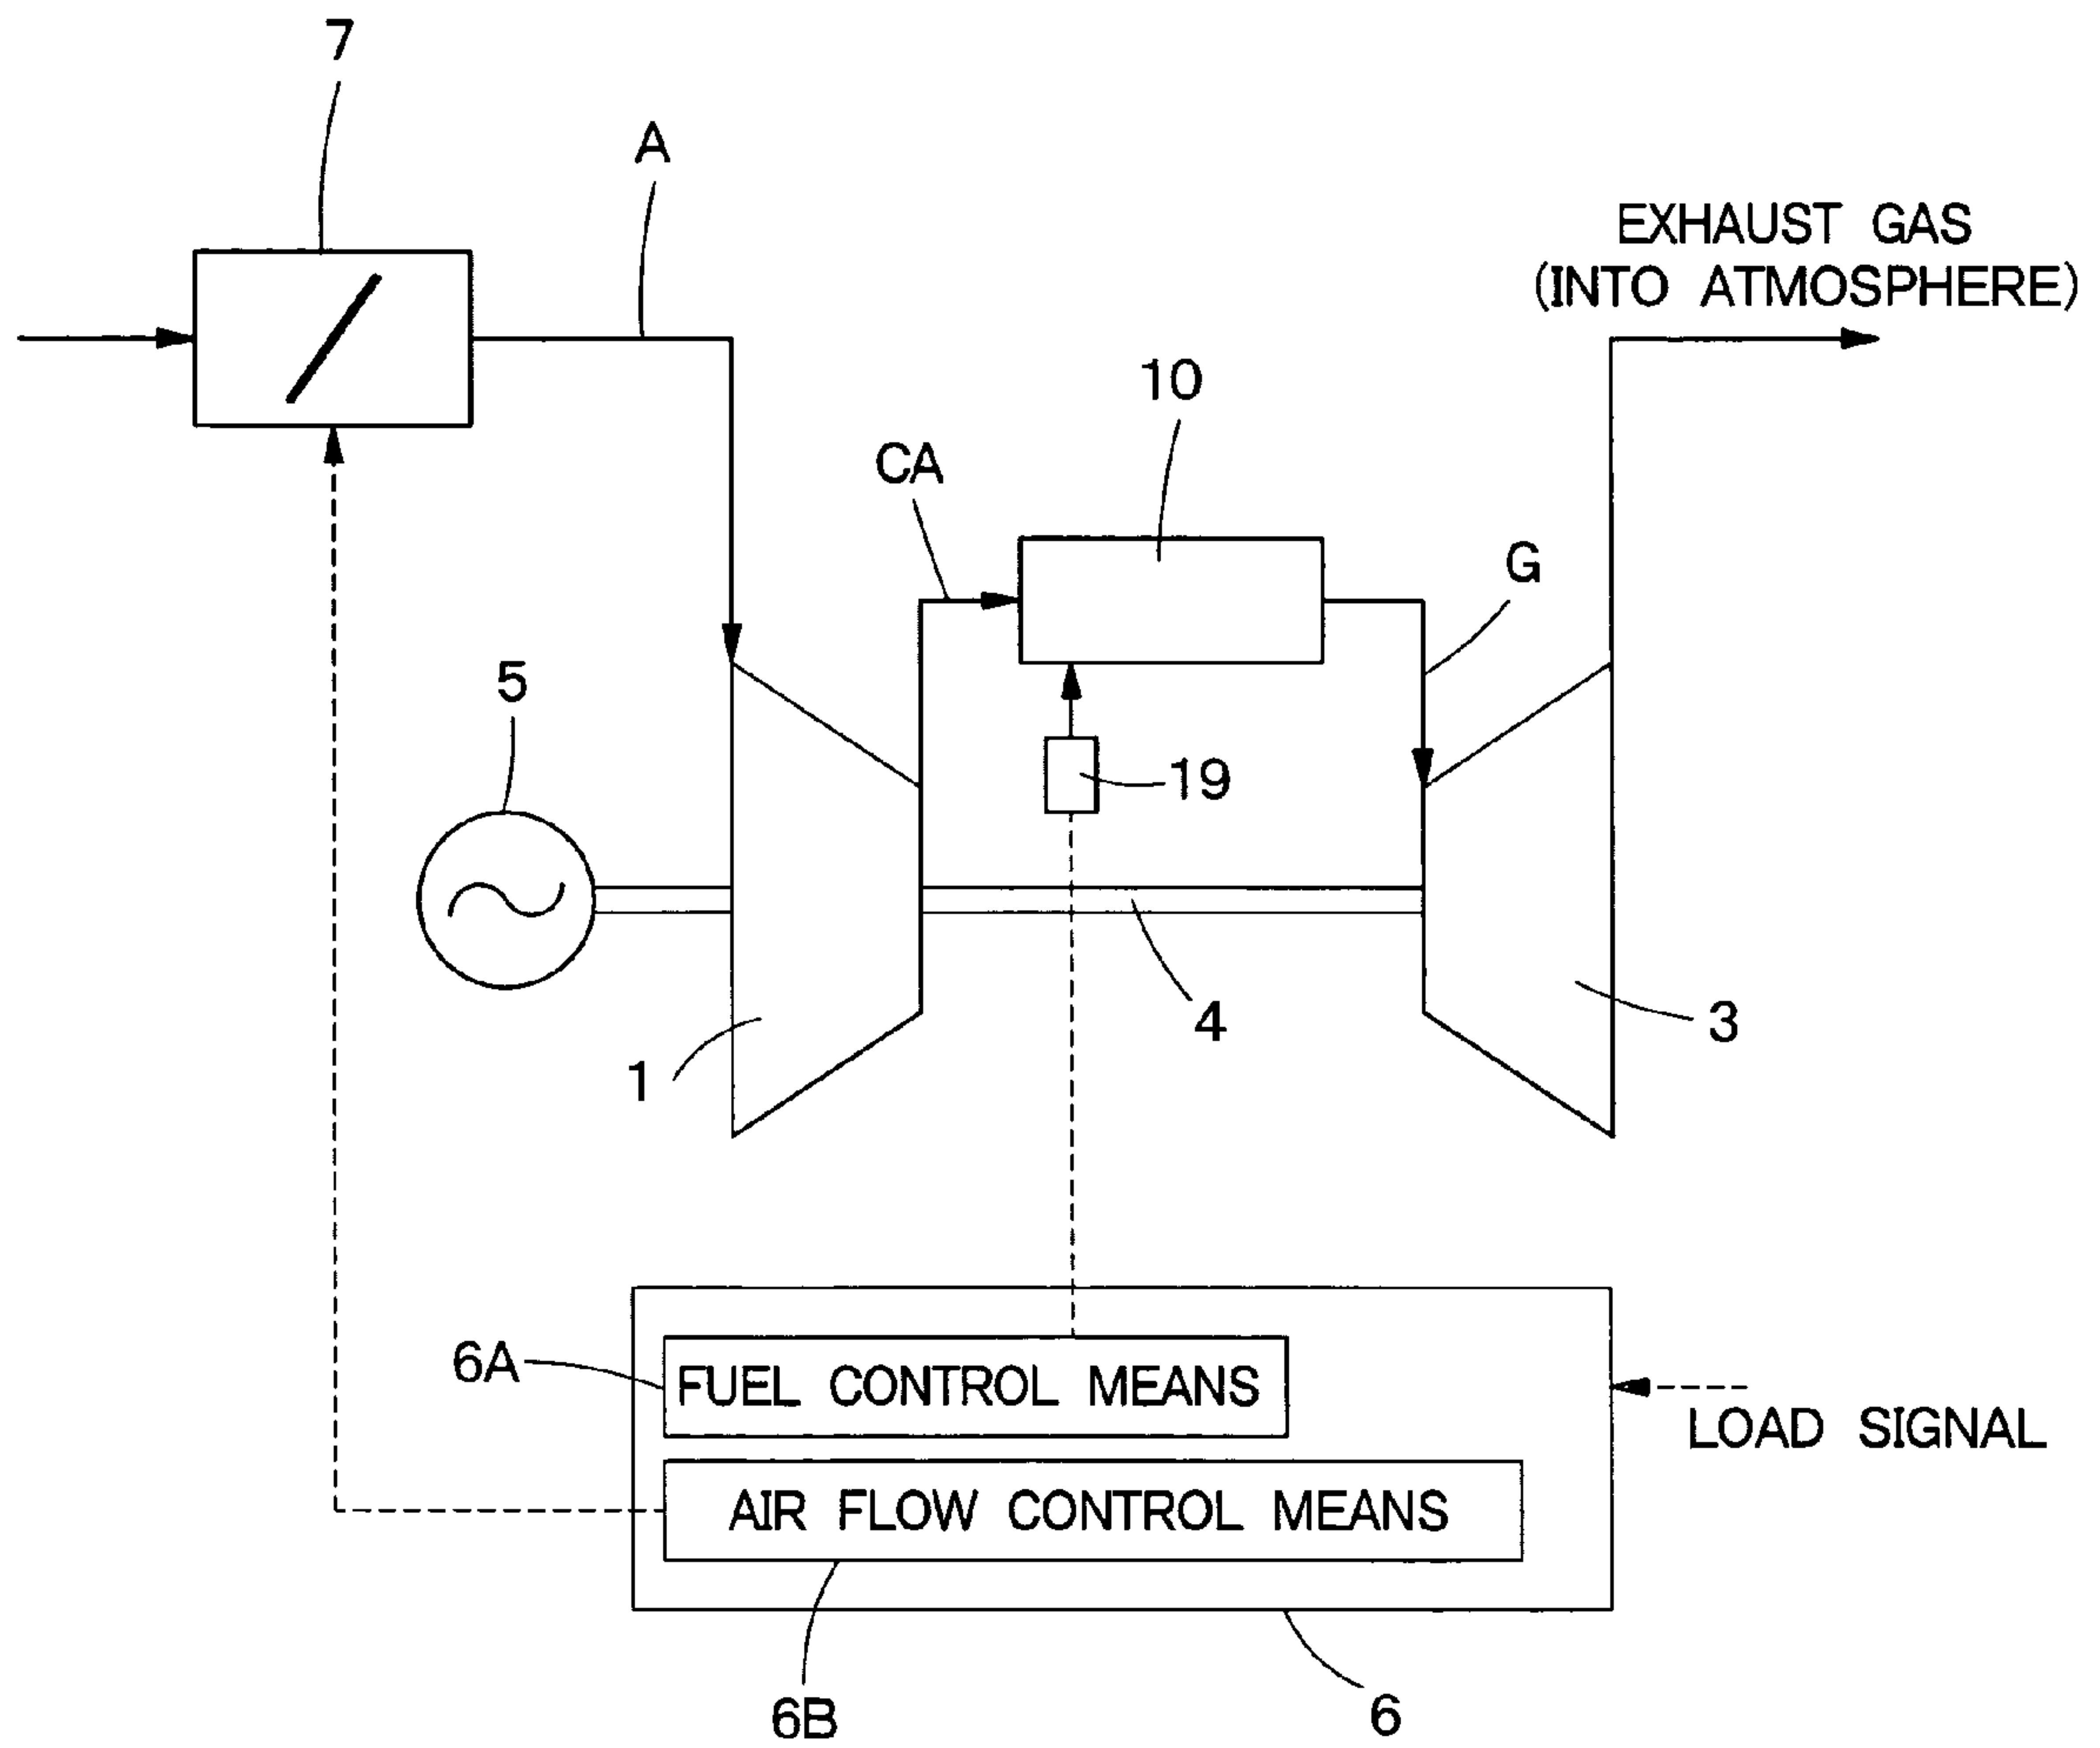 7
A
EXHAUST GAS
(INTO ATMOSPHERE)
10
CA
G
5
19
4
3
1
6A
FUEL CONTROL MEANS
LOAD SIGNAL
AIR FLOW CONTROL MEANS
6B
6